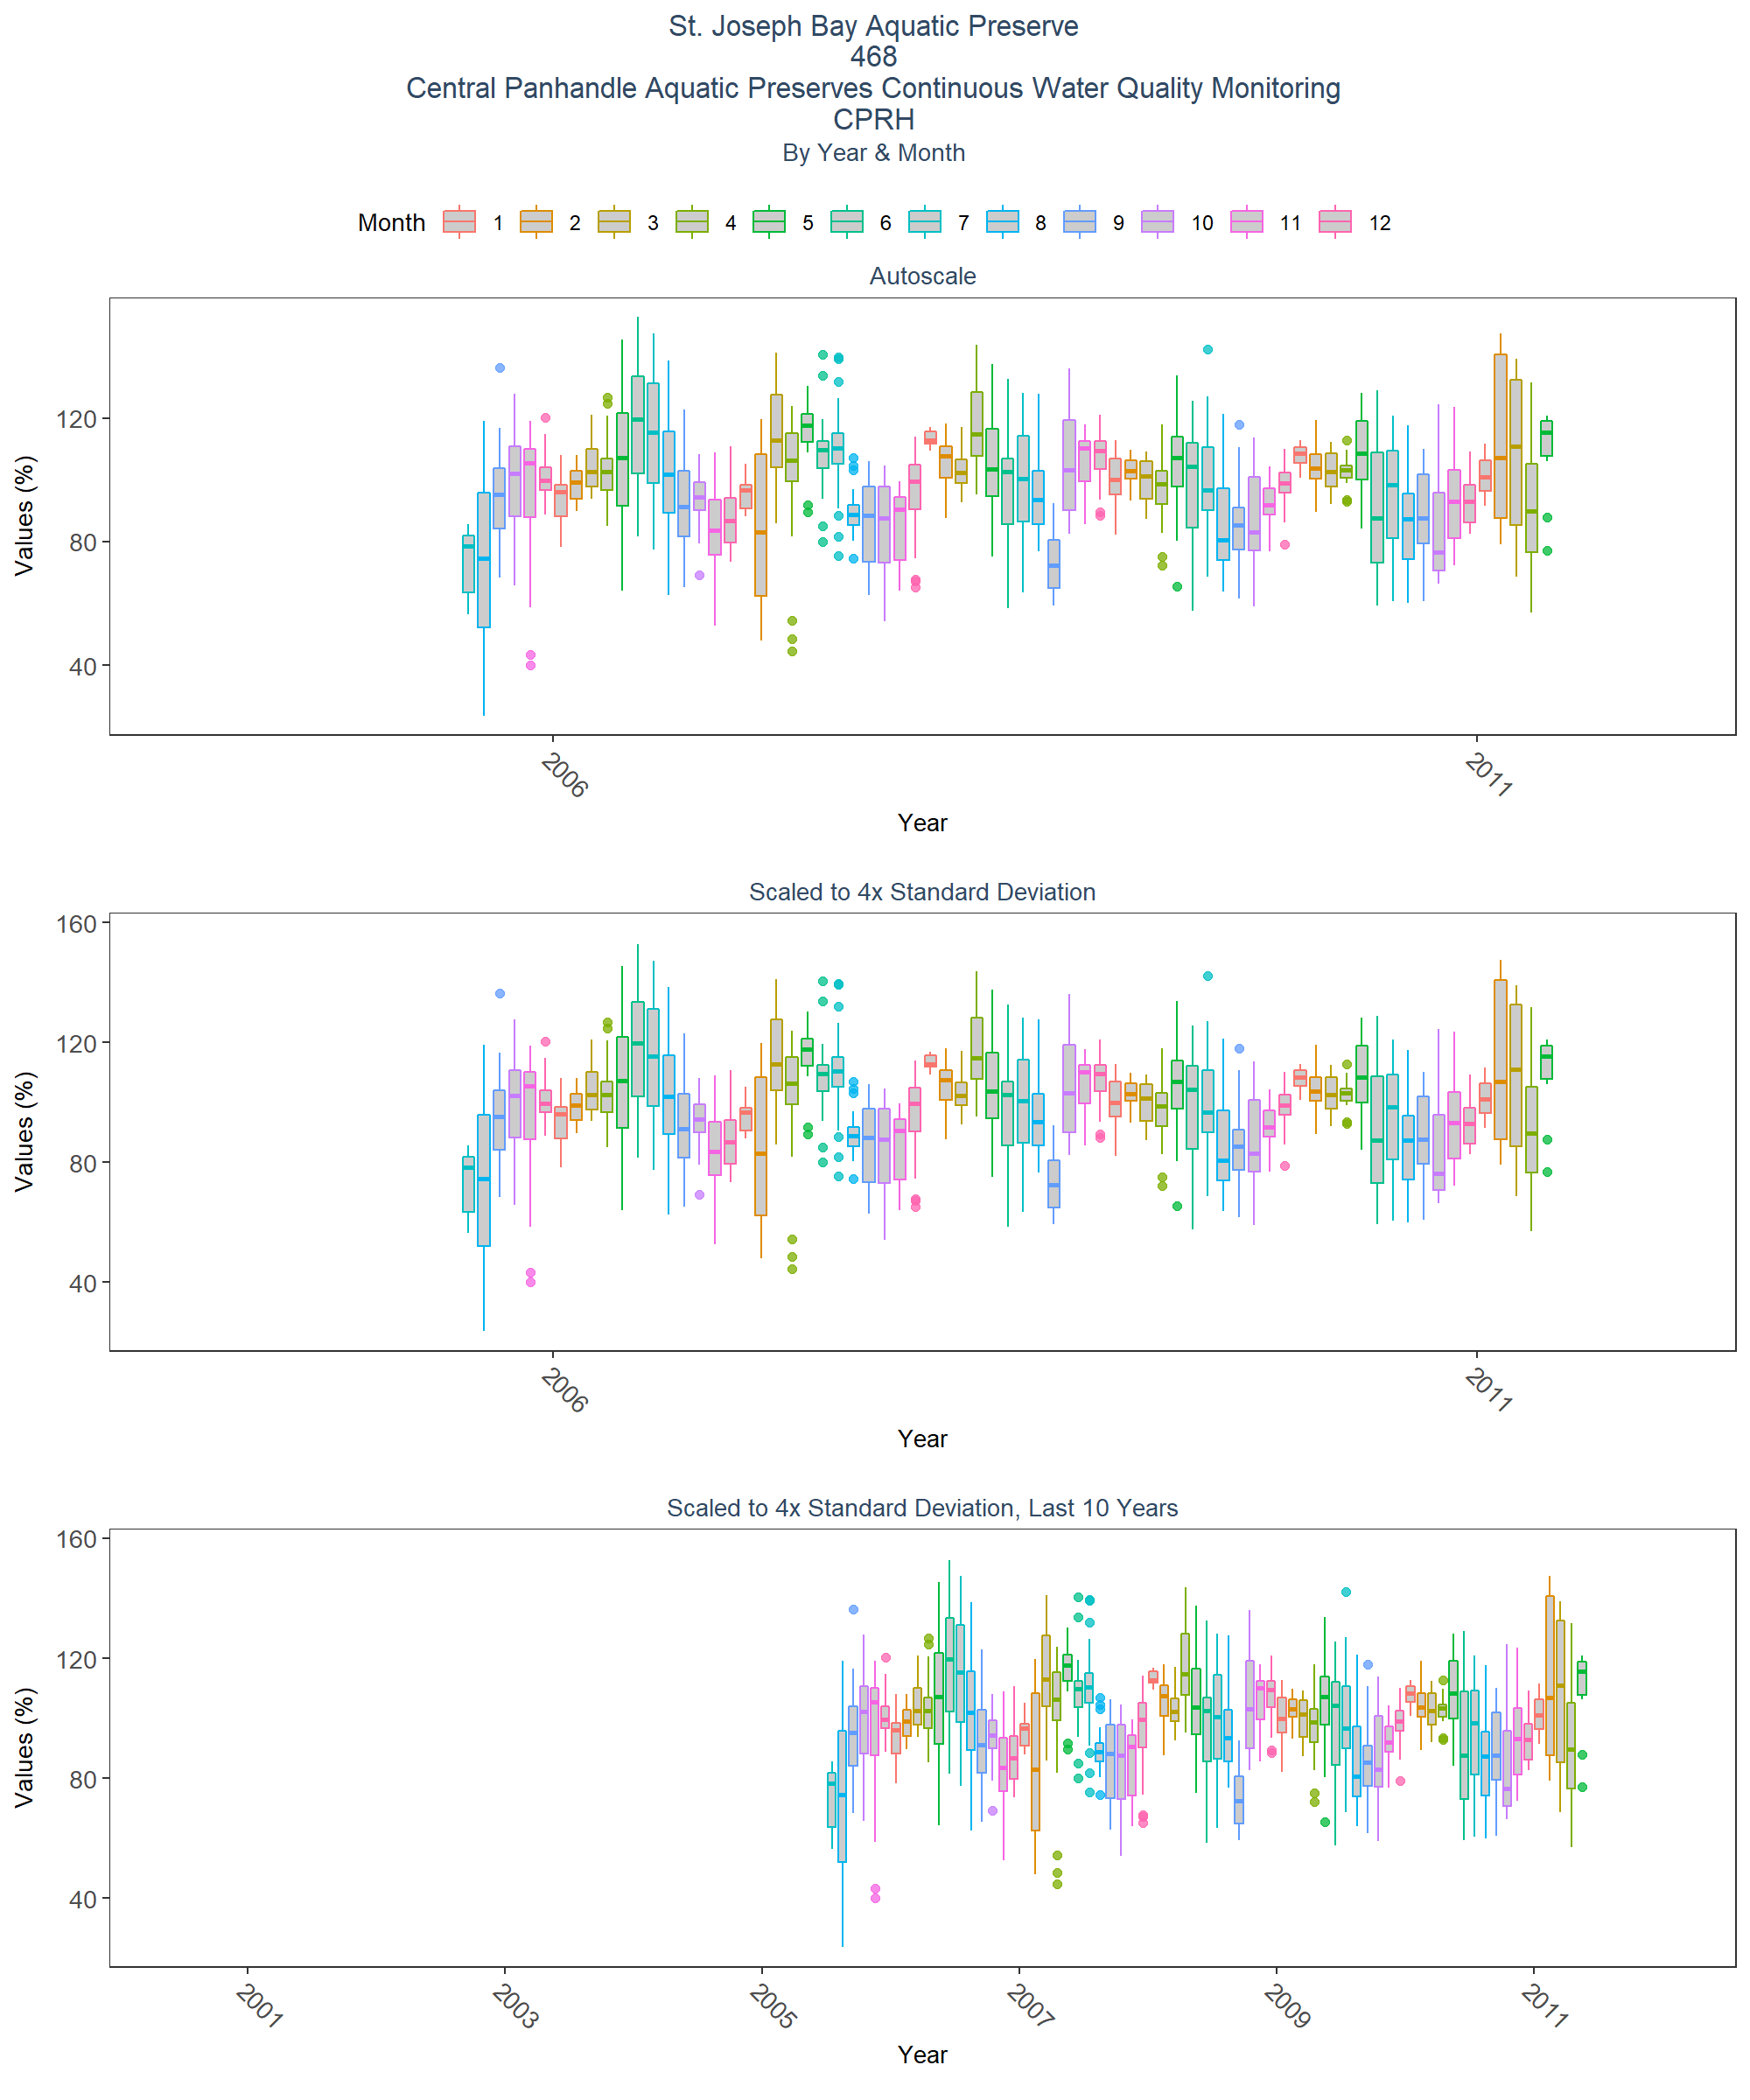 St. Joseph Bay Aquatic Preserve
468
Central Panhandle Aquatic Preserves Continuous Water Quality Monitoring
CPRH
By Year & Month
Month 1 2 3 4 5 6 7 8 9 10 11 12
Autoscale
Values (%)
120
80
40
2006 2011
Year
Scaled to 4x Standard Deviation
Values (%)
160
120
80
40
2006 2011
Year
Scaled to 4x Standard Deviation, Last 10 Years
Values (%)
160
120
80
40
2001 2003 2005 2007 2009 2011
Year